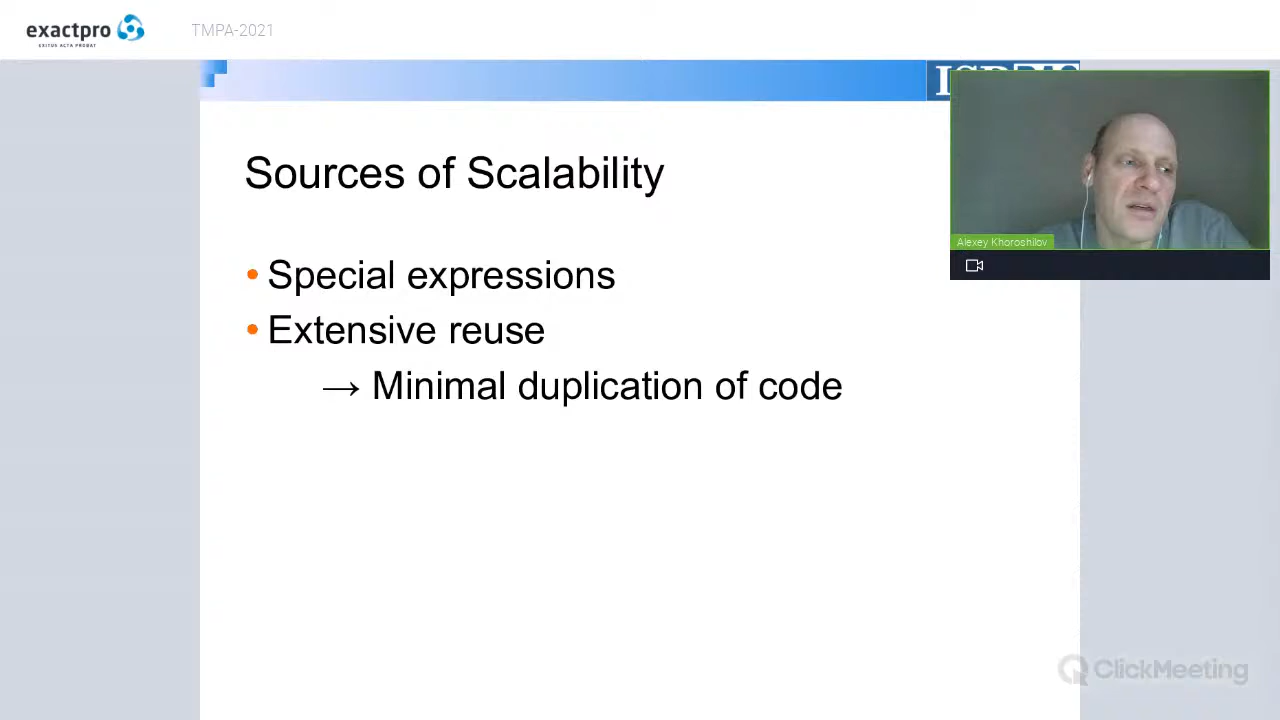 exactpro
EXITUS ACTA PROBAT
TMPA-2021
Sources of Scalability
• Special expressions
• Extensive reuse
→ Minimal duplication of code
Alexey Khoroshilov
ClickMeeting